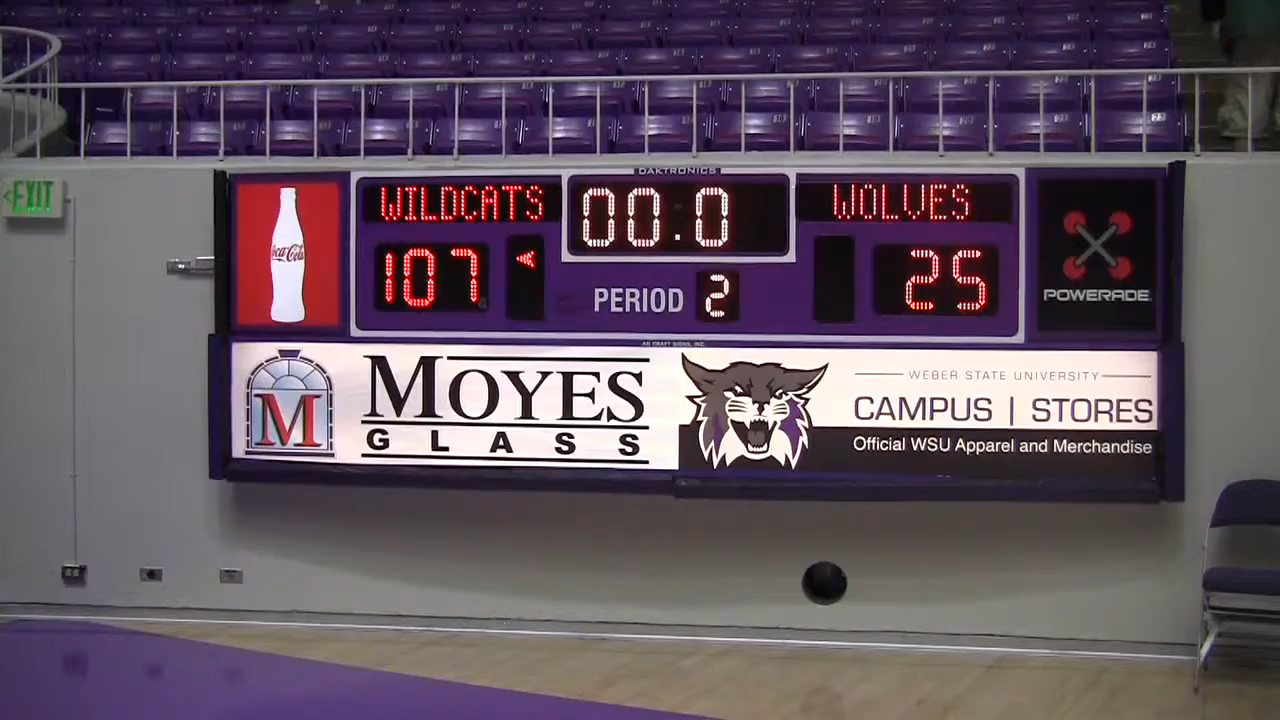 EXIT
DAKTRONICS
WILDCATS
00:0
WOLVES
107
25
PERIOD 2
Coca-Cola
POWERADE
M
MOYES
GLASS
WEBER STATE UNIVERSITY
CAMPUS | STORES
Official WSU Apparel and Merchandise